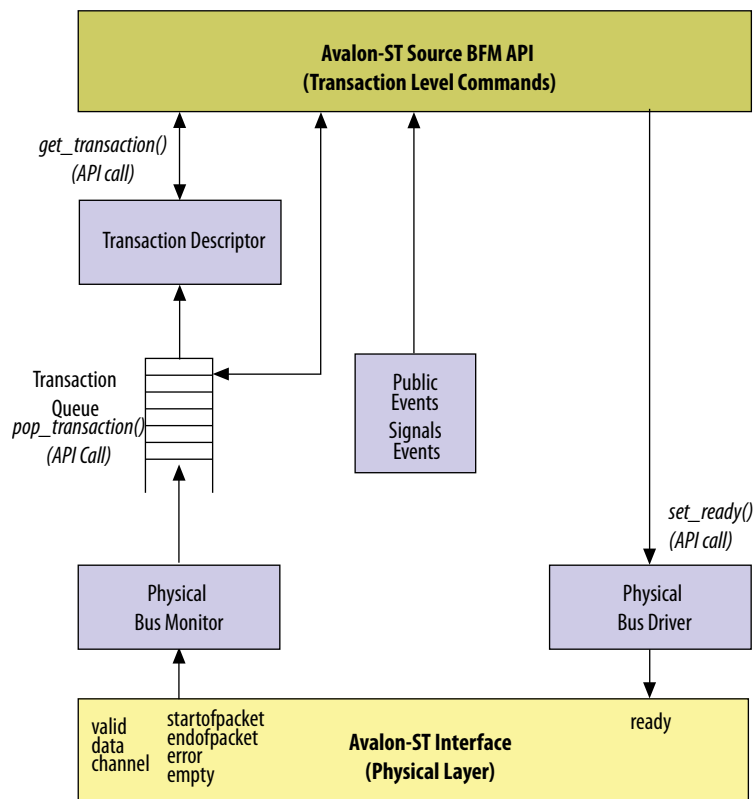 Avalon-ST Source BFM API
(Transaction Level Commands)
get_transaction()
(API call)
Transaction Descriptor
Transaction
Queue
pop_transaction()
(API Call)
Public
Events
Signals
Events
set_ready()
(API call)
Physical
Bus Monitor
Physical
Bus Driver
valid
data
channel
startofpacket
endofpacket
error
empty
Avalon-ST Interface
(Physical Layer)
ready